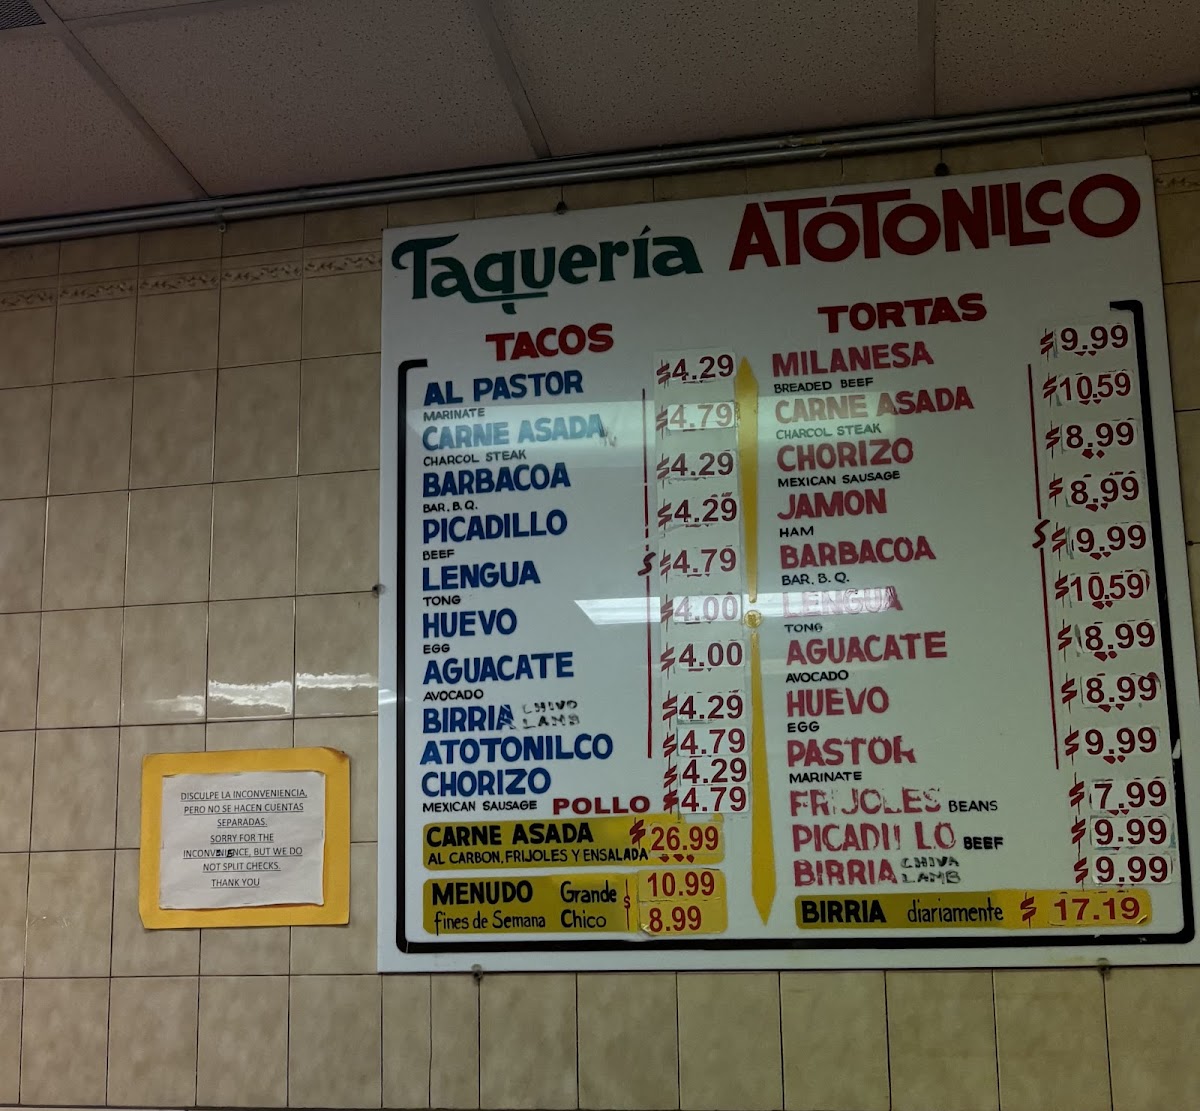 Taquería ATOTONILCO
TACOS
AL PASTOR $4.29
MARINATE
CARNE ASADA $4.79
CHARCOL STEAK
BARBACOA $4.29
BAR. B.Q.
PICADILLO $4.29
BEEF
LENGUA $ $4.79
TONG
HUEVO $4.00
EGG
AGUACATE $4.00
AVOCADO
BIRRIA CHIVO LAMB $4.29
ATOTONILCO $4.79
CHORIZO $4.29
MEXICAN SAUSAGE POLLO $4.79
CARNE ASADA $26.99
AL CARBON, FRIJOLES Y ENSALADA
MENUDO Grande $ 10.99
fines de Semana Chico 8.99
TORTAS
MILANESA $9.99
BREADED BEEF
CARNE ASADA $10.59
CHARCOL STEAK
CHORIZO $8.99
MEXICAN SAUSAGE
JAMON $8.99
HAM
BARBACOA $ $9.99
BAR. B. Q.
LENGUA $10.59
TONG
AGUACATE $8.99
AVOCADO
HUEVO $8.99
EGG
PASTOR $9.99
MARINATE
FRIJOLES BEANS $7.99
PICADILLO BEEF $9.99
BIRRIA CHIVA LAMB $9.99
BIRRIA diariamente $ 17.19
DISCULPE LA INCONVENIENCIA,
PERO NO SE HACEN CUENTAS
SEPARADAS.
SORRY FOR THE
INCONVENIENCE, BUT WE DO
NOT SPLIT CHECKS.
THANK YOU